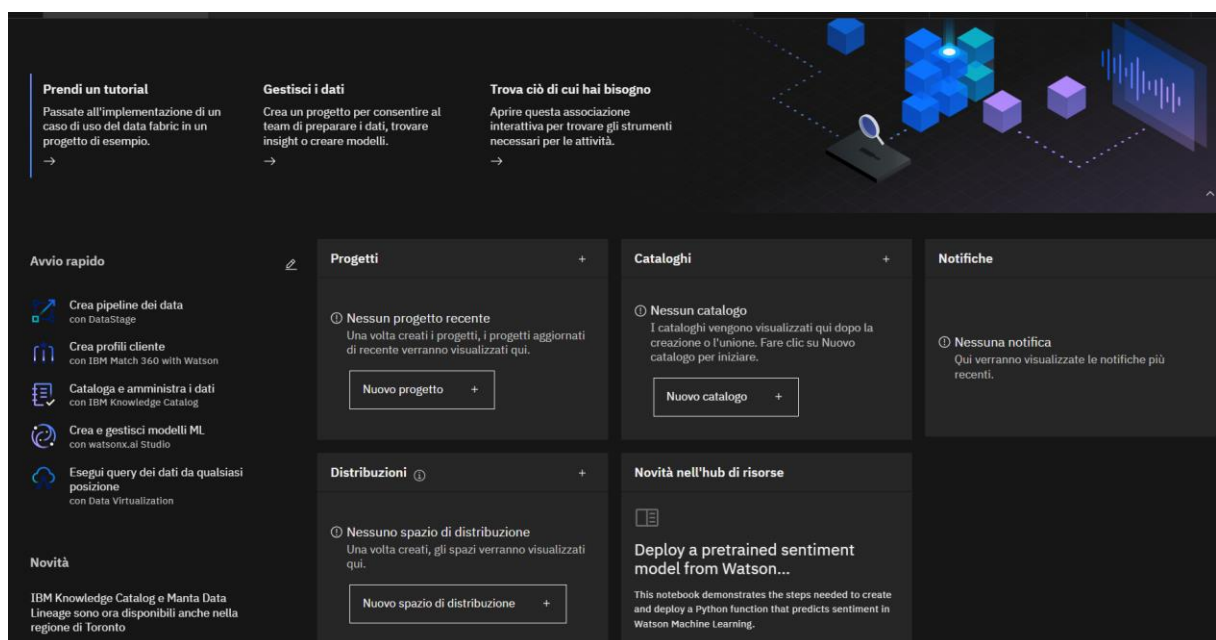 Prendi un tutorial
Passate all'implementazione di un
caso di uso del data fabric in un
progetto di esempio.
→
Gestisci i dati
Crea un progetto per consentire al
team di preparare i dati, trovare
insight o creare modelli.
→
Trova ciò di cui hai bisogno
Aprire questa associazione
interattiva per trovare gli strumenti
necessari per le attività.
→
Avvio rapido
Crea pipeline dei data
con DataStage
Crea profili cliente
con IBM Match 360 with Watson
Cataloga e amministra i dati
con IBM Knowledge Catalog
Crea e gestisci modelli ML
con watsonx.ai Studio
Esegui query dei dati da qualsiasi
posizione
con Data Virtualization
Novità
IBM Knowledge Catalog e Manta Data
Lineage sono ora disponibili anche nella
regione di Toronto
Progetti +
Nessun progetto recente
Una volta creati i progetti, i progetti aggiornati
di recente verranno visualizzati qui.
Nuovo progetto +
Cataloghi +
Nessun catalogo
I cataloghi vengono visualizzati qui dopo la
creazione o l'unione. Fare clic su Nuovo
catalogo per iniziare.
Nuovo catalogo +
Notifiche
Nessuna notifica
Qui verranno visualizzate le notifiche più
recenti.
Distribuzioni +
Nessuno spazio di distribuzione
Una volta creati, gli spazi verranno visualizzati
qui.
Nuovo spazio di distribuzione +
Novità nell'hub di risorse
Deploy a pretrained sentiment
model from Watson...
This notebook demonstrates the steps needed to create
and deploy a Python function that predicts sentiment in
Watson Machine Learning.